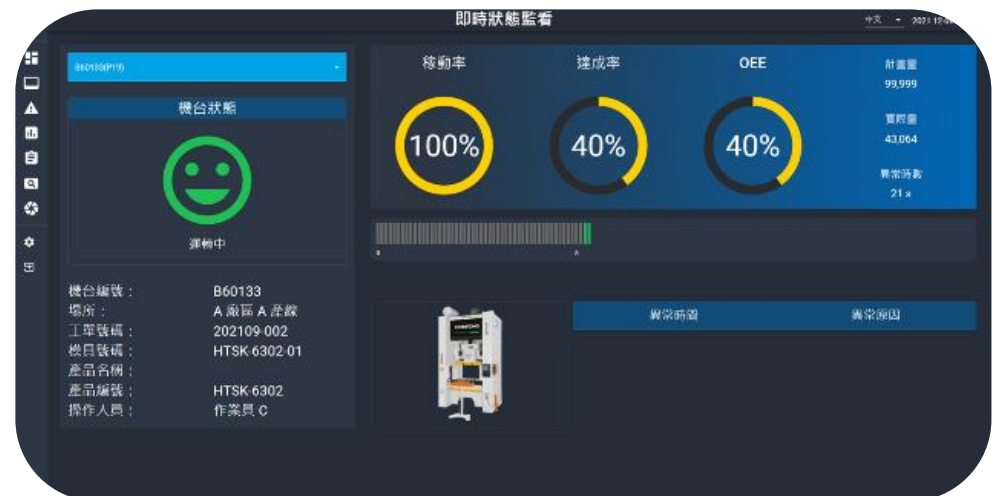 即時狀態監看
中文
B60133(P19)
機台狀態
運轉中
機台編號： B60133
場所： A 廠區 A 產線
工單號碼： 202109-002
模具號碼： HTSK-6302-01
產品名稱：
產品編號： HTSK-6302
操作人員： 作業員 C
稼動率 達成率 OEE
100% 40% 40%
計畫量
99,999
實際量
43,064
異常時數
21
異常時間 異常原因